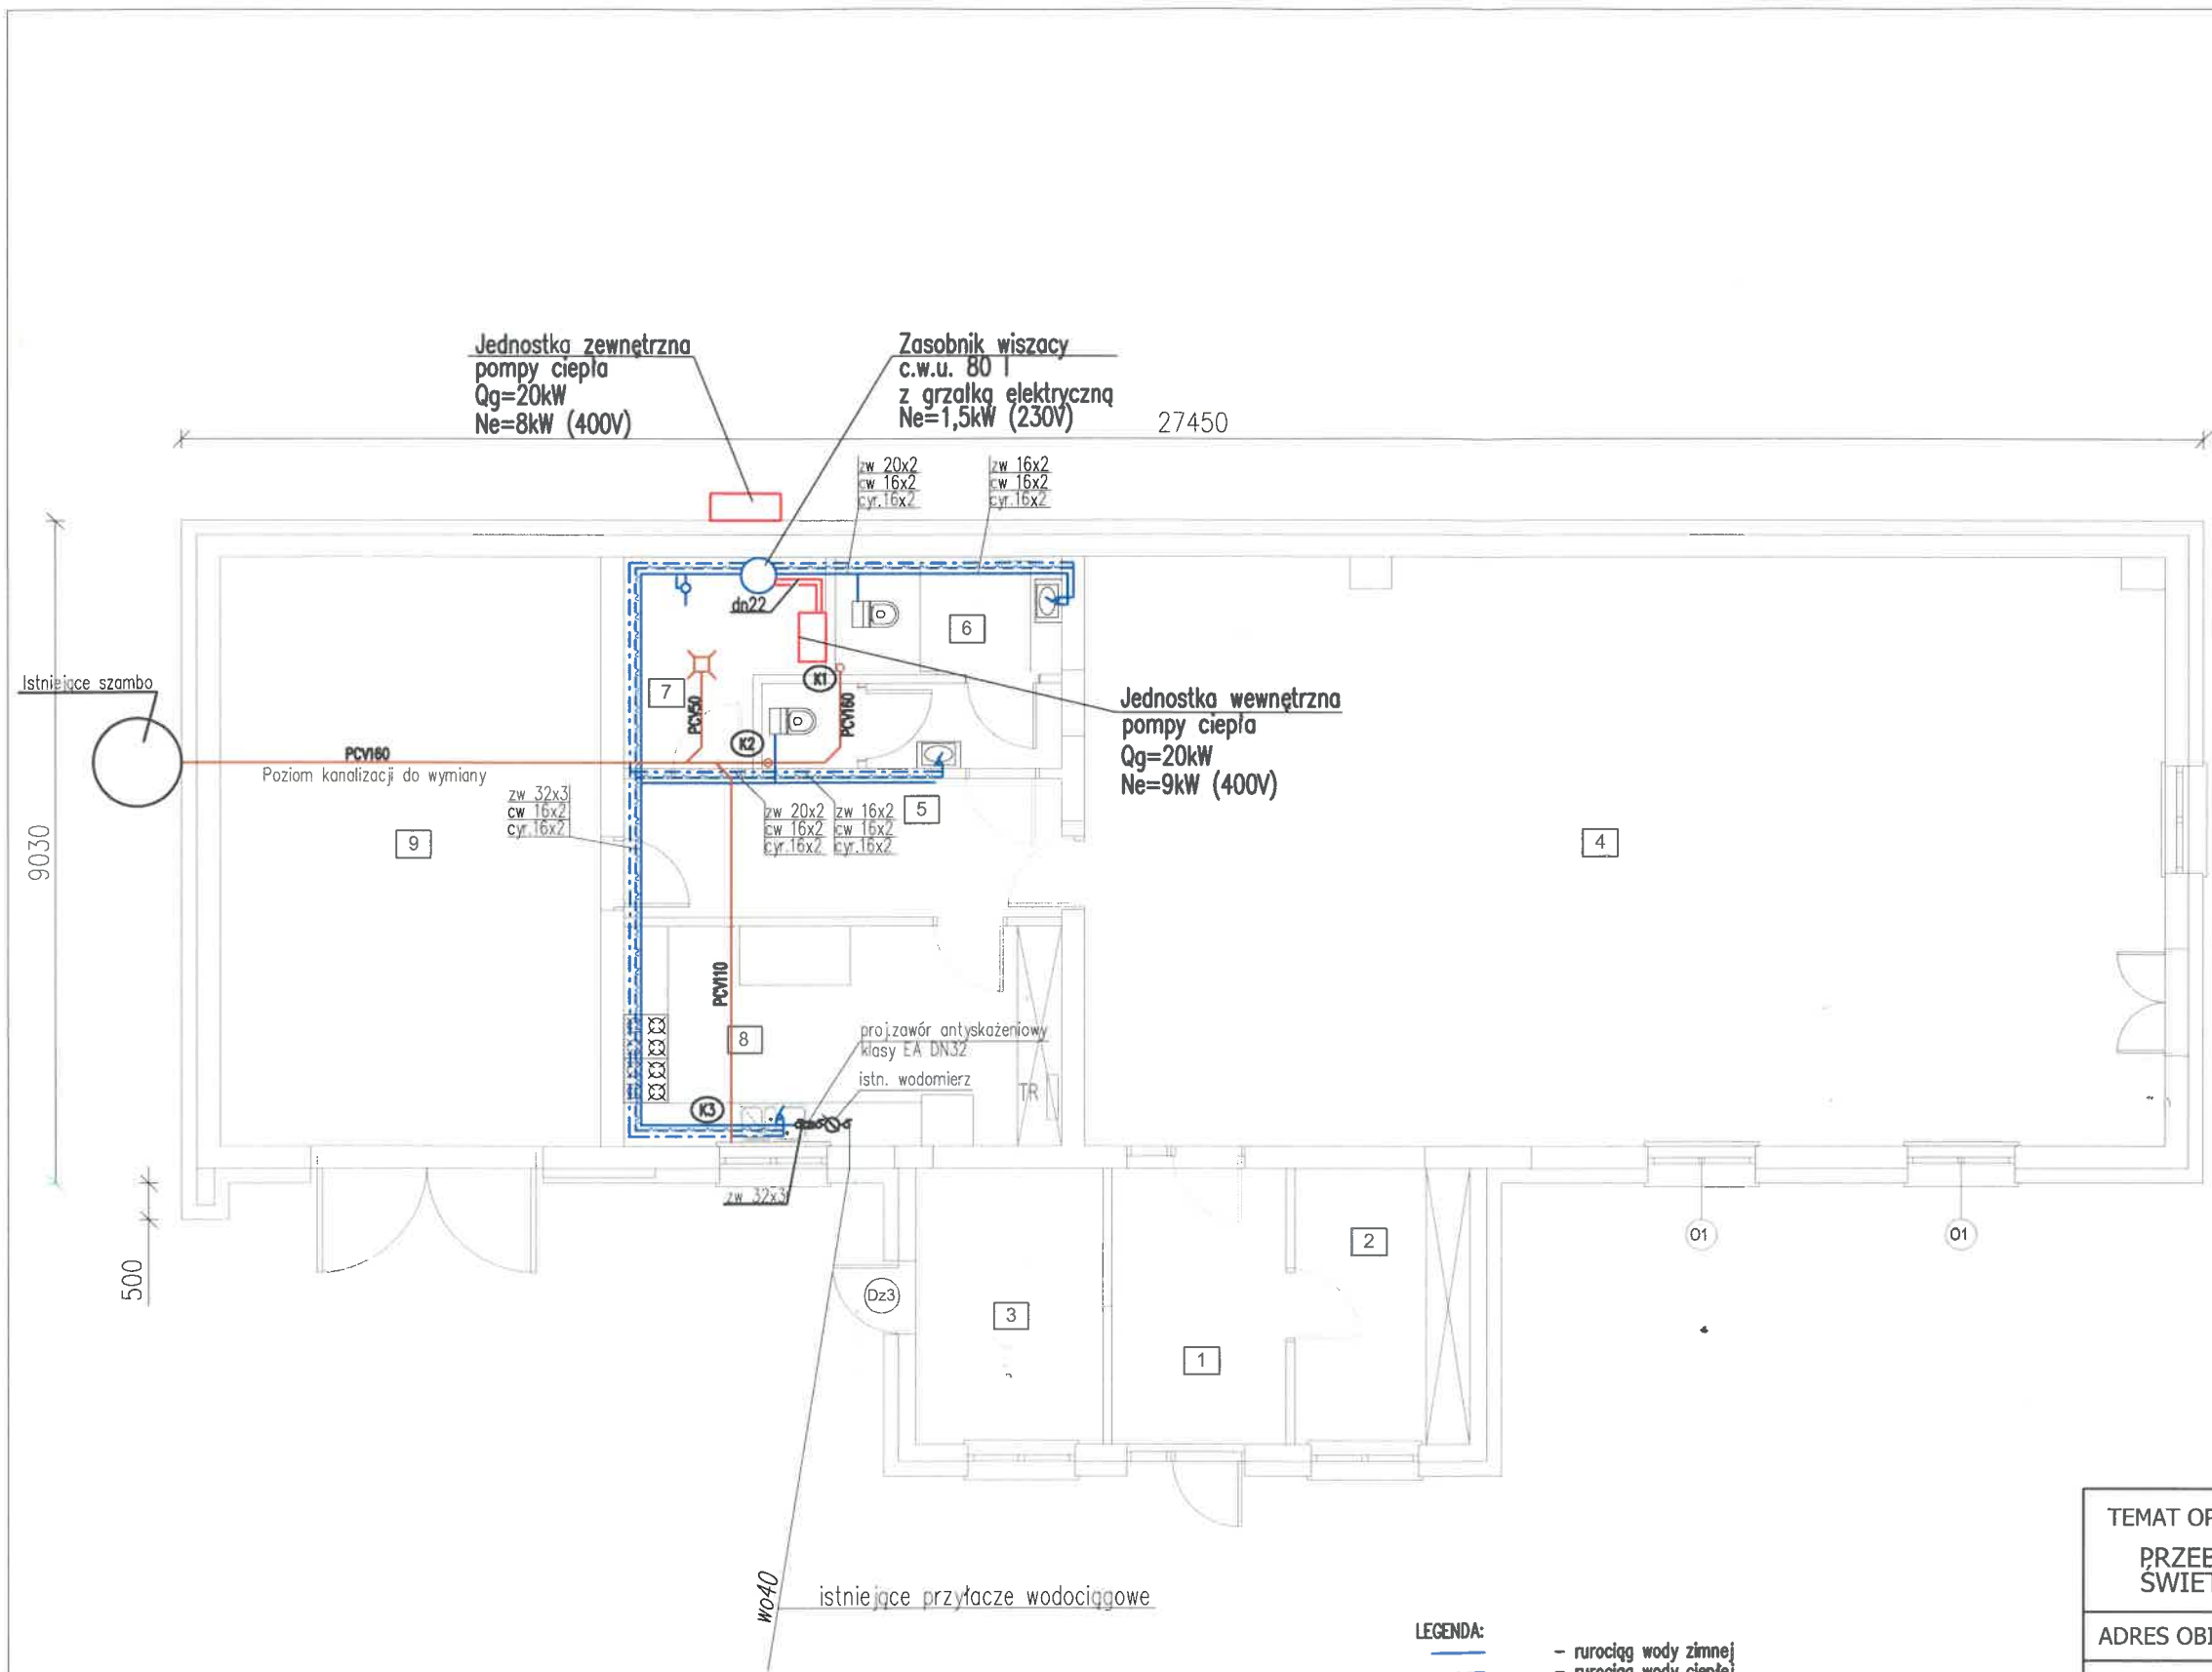 Jednostka zewnętrzna
pompy ciepła
Qg=20kW
Ne=8kW (400V)
Zasobnik wiszacy
c.w.u. 80 l
z grzałką elektryczną
Ne=1,5kW (230V)
27450
zw 20x2
cw 16x2
cyr.16x2
zw 16x2
cw 16x2
cyr.16x2
dn22
6
Istniejące szambo
7
K1
PCV50
PCV160
K2
Jednostka wewnętrzna
pompy ciepła
Qg=20kW
Ne=9kW (400V)
PCV160
Poziom kanalizacji do wymiany
zw 32x3
cw 16x2
cyr.16x2
zw 20x2
cw 16x2
cyr.16x2
zw 16x2
cw 16x2
cyr.16x2
5
9
4
9030
PCV110
8
proj.zawór antyskażeniowy
klasy EA DN32
istn. wodomierz
TR
K3
zw 32x3
500
Dz3
3
1
2
O1
O1
wo40
istniejące przyłacze wodociągowe
LEGENDA:
- rurociąg wody zimnej
- rurociąg wody ciepłej
TEMAT
ADRES